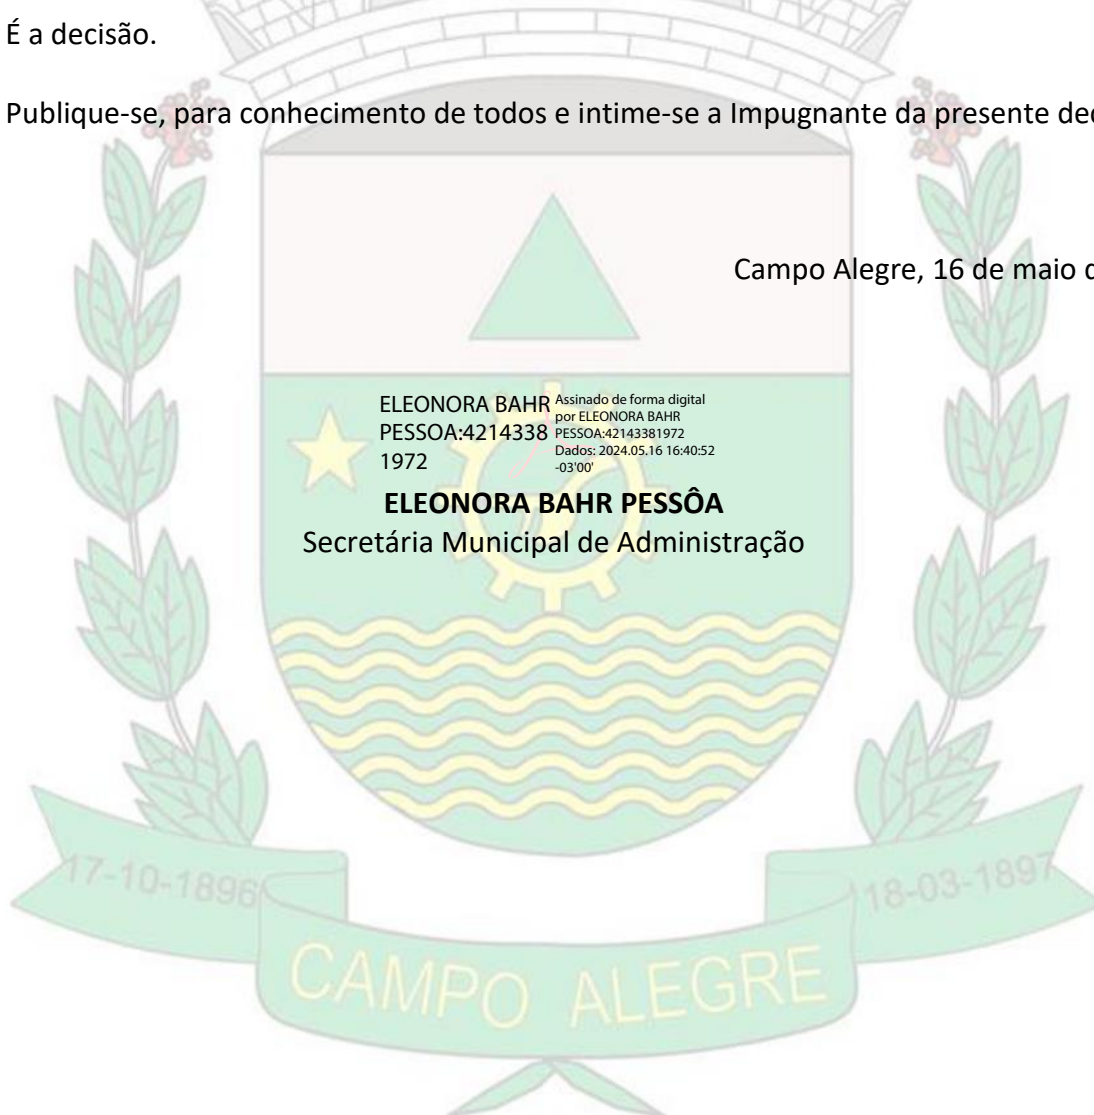 É a decisão.
Publique-se, para conhecimento de todos e intime-se a Impugnante da presente
Campo Alegre, 16 de maio
ELEONORA BAHR
PESSOA:4214338
1972
Assinado de forma digital
por ELEONORA BAHR
PESSOA:42143381972
Dados: 2024.05.16 16:40:52
-03'00'
ELEONORA BAHR PESSÔA
Secretária Municipal de Administração
17-10-1896
18-03-1897
CAMPO ALEGRE